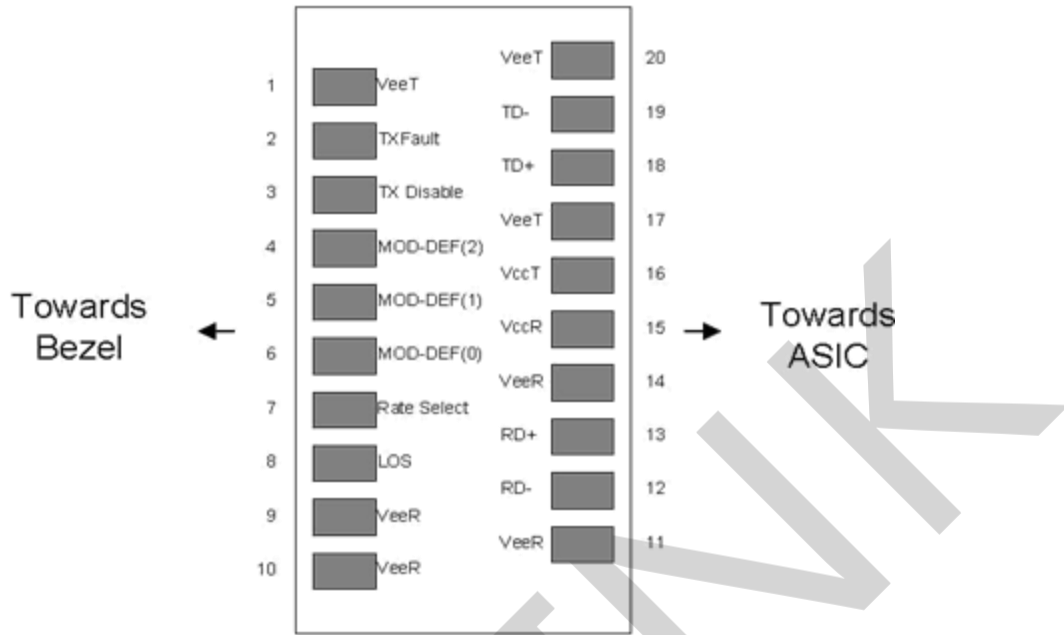 VeeT 20
1 VeeT
TD- 19
2 TXFault
TD+ 18
3 TX Disable
VeeT 17
4 MOD-DEF(2)
VccT 16
5 MOD-DEF(1)
Towards
Bezel
VccR 15
Towards
ASIC
6 MOD-DEF(0)
VeeR 14
7 Rate Select
RD+ 13
8 LOS
RD- 12
9 VeeR
VeeR 11
10 VeeR